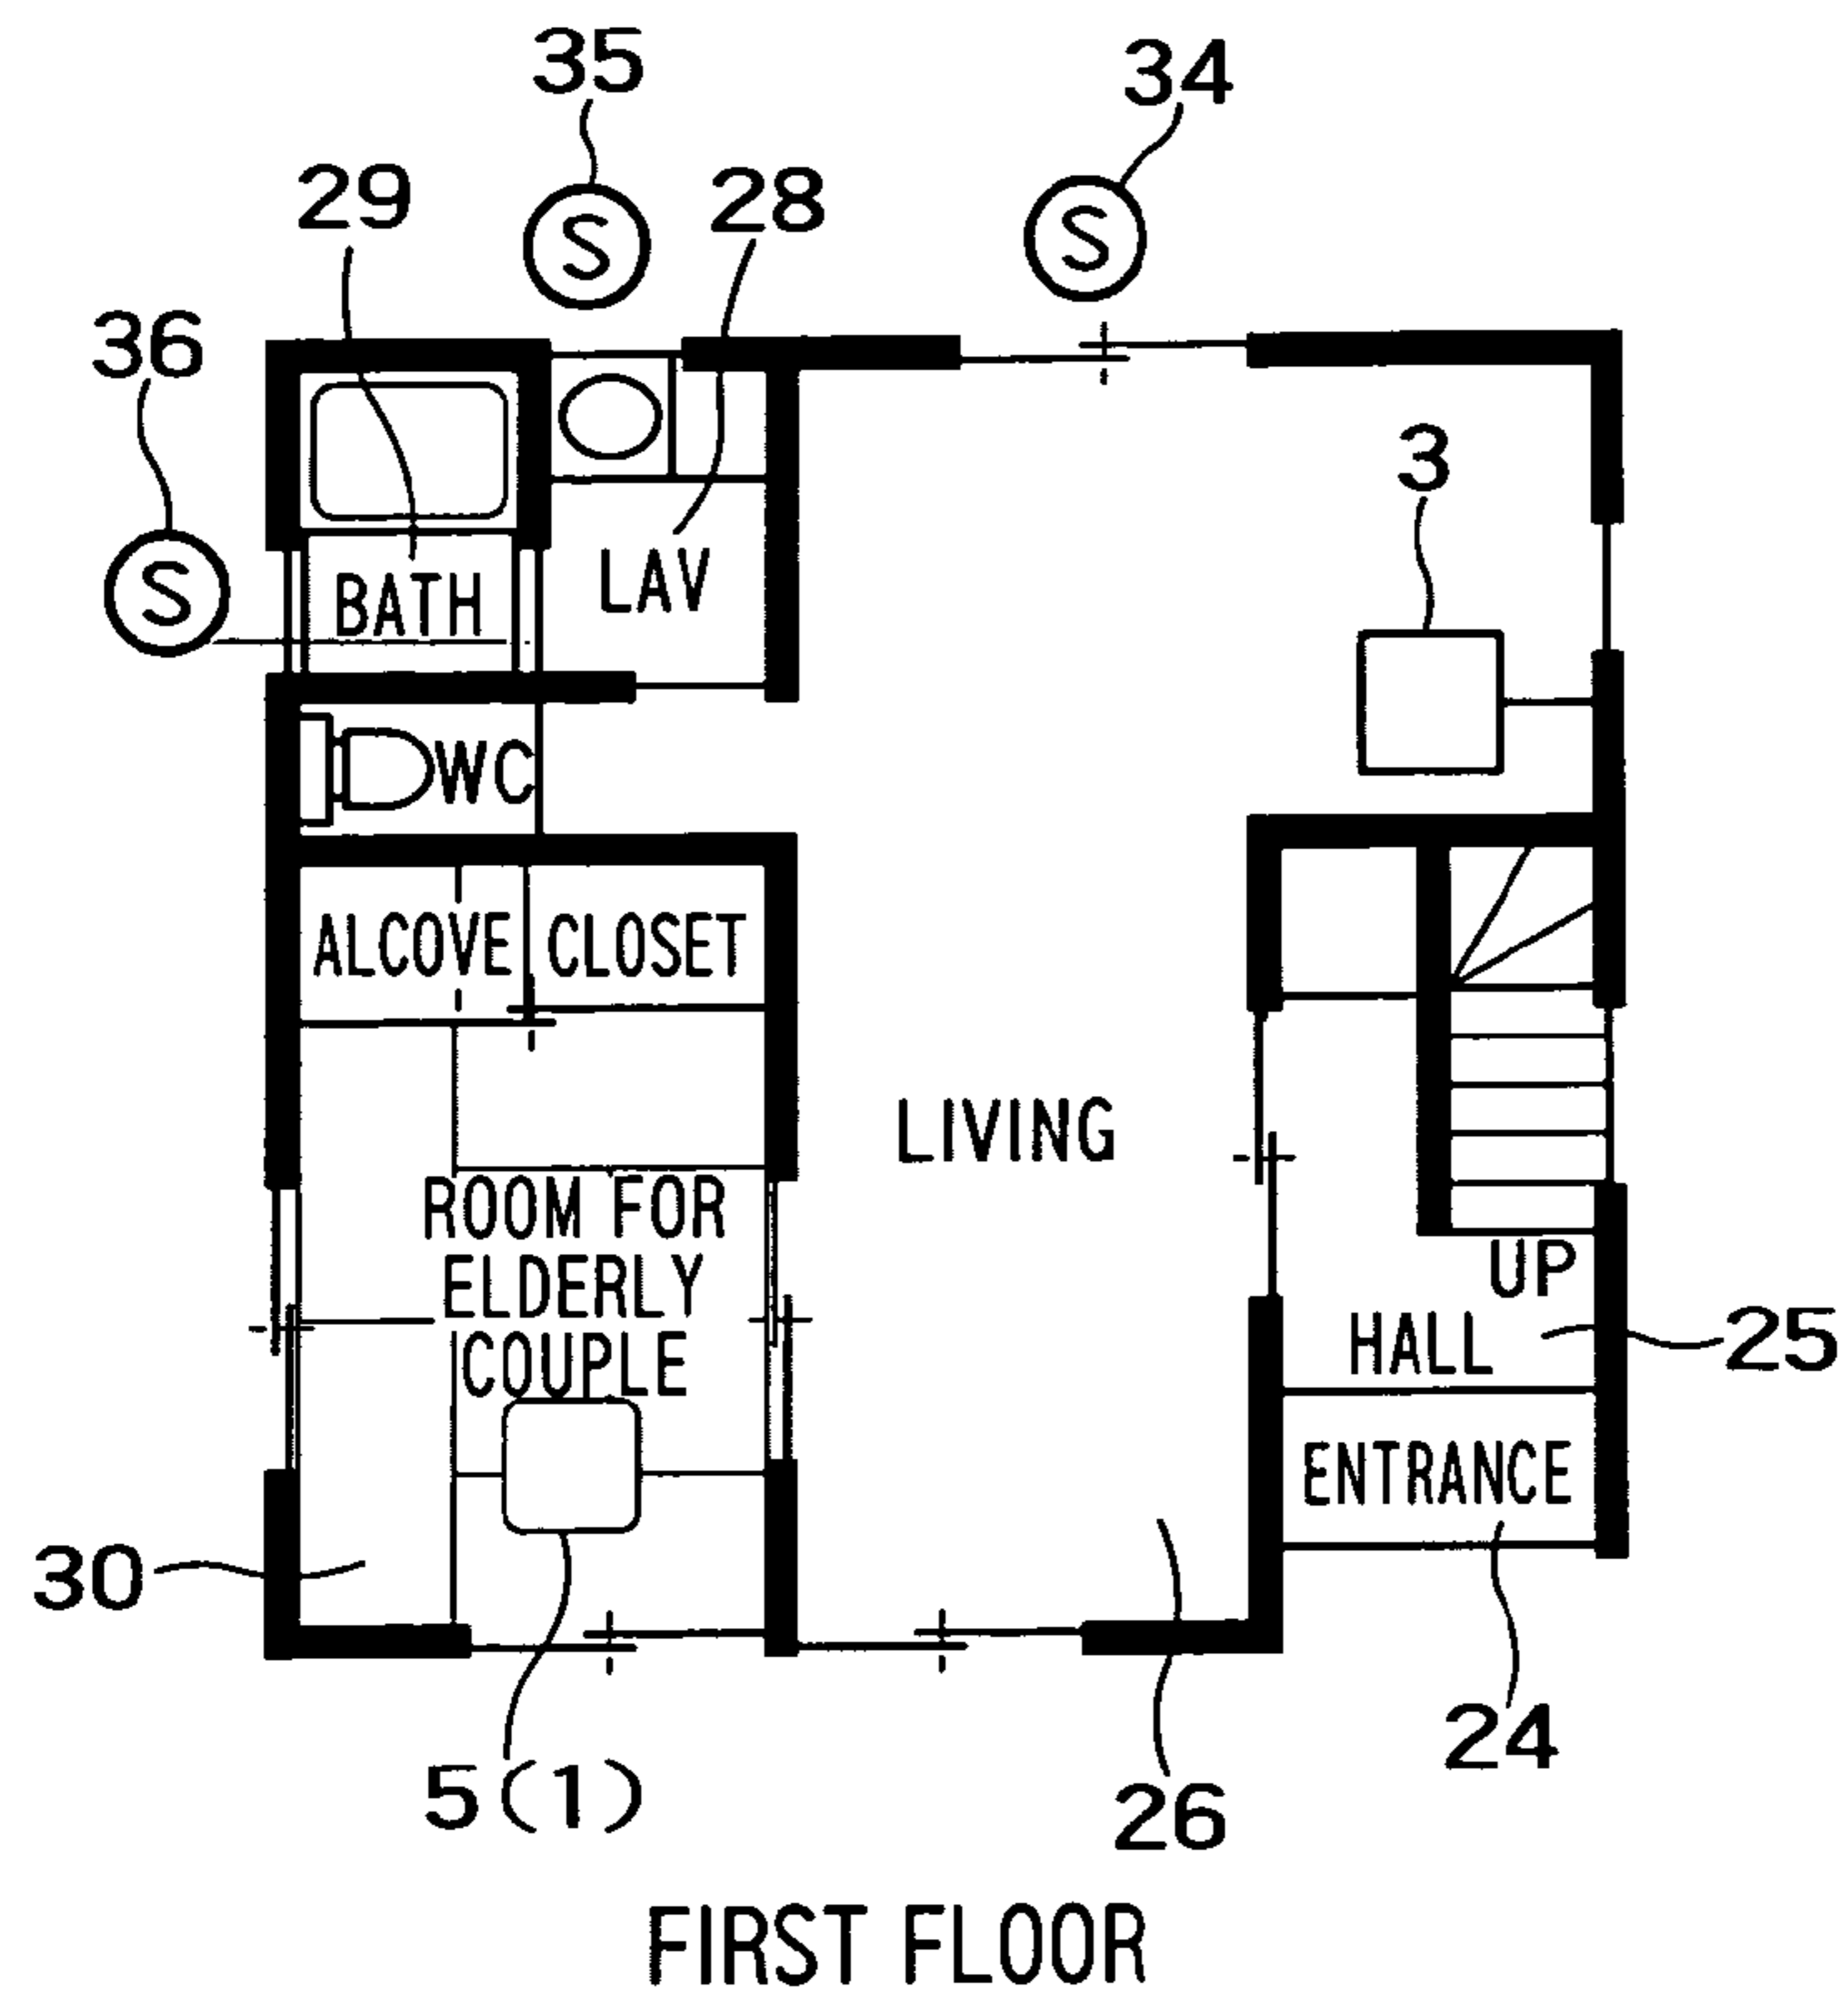 35
34
29
28
S
S
36
3
S
BATH
LAV
WC
ALCOVE
CLOSET
LIVING
ROOM FOR
ELDERLY
COUPLE
UP
HALL
25
ENTRANCE
30
24
5(1)
26
FIRST FLOOR